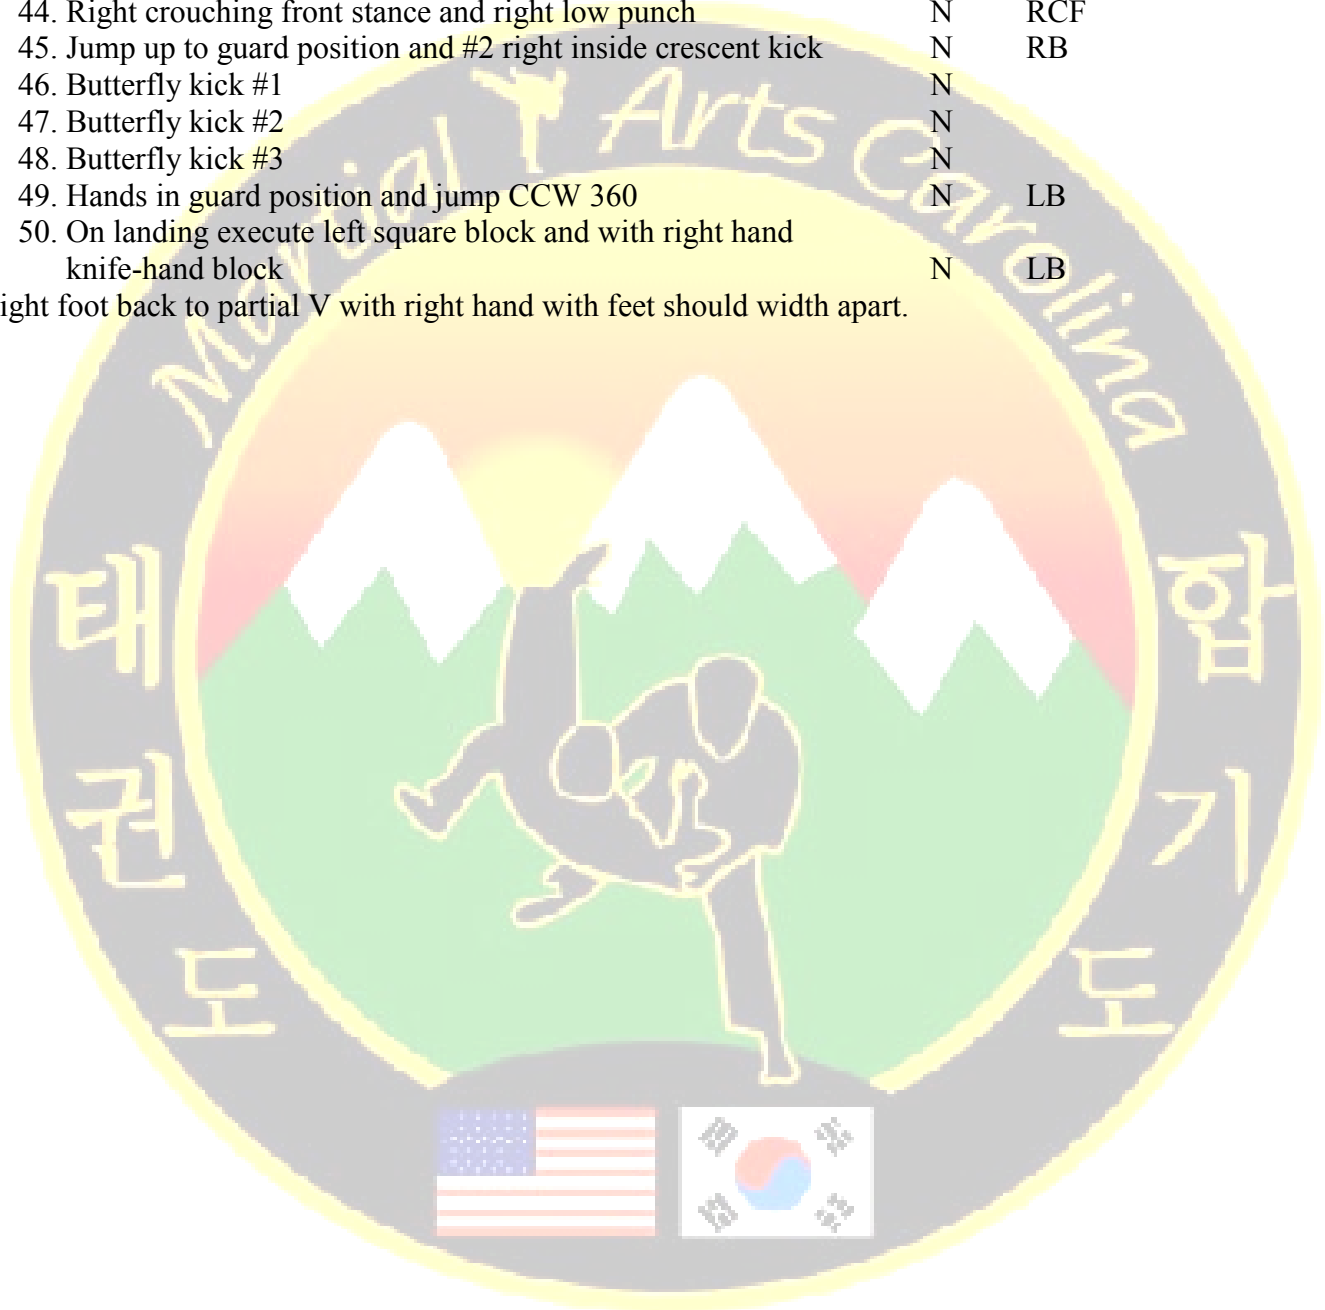 44. Right crouching front stance and right low punch N RCF
45. Jump up to guard position and #2 right inside crescent kick N RB
46. Butterfly kick #1 N
47. Butterfly kick #2 N
48. Butterfly kick #3 N
49. Hands in guard position and jump CCW 360 N LB
50. On landing execute left square block and with right hand
knife-hand block N LB
ight foot back to partial V with right hand with feet should width apart.
Martial Arts Carolina
태권도
합기도